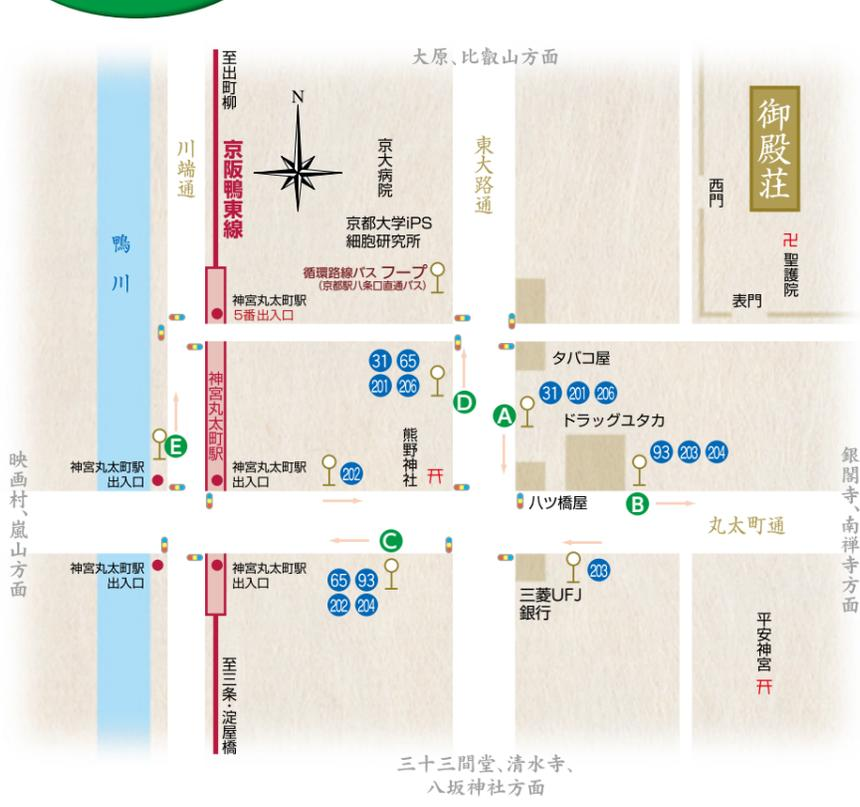 大原、比叡山方面
至出町柳
N
御殿荘
川端通
京阪鴨東線
京大病院
東大路通
西門
京都大学iPS
細胞研究所
鴨川
卍 聖護院
循環路線バス フープ
(京都駅八条口直通バス)
神宮丸太町駅
5番出入口
表門
31 65
201 206
タバコ屋
神宮丸太町駅
D
A
31 201 206
ドラッグユタカ
E
熊野神社
93 203 204
映画村、嵐山方面
銀閣寺、南禅寺方面
神宮丸太町駅
出入口
神宮丸太町駅
出入口
202
八ツ橋屋
B
丸太町通
C
神宮丸太町駅
出入口
神宮丸太町駅
出入口
65 93
202 204
203
三菱UFJ
銀行
平安神宮
至三条・淀屋橋
三十三間堂、清水寺、
八坂神社方面